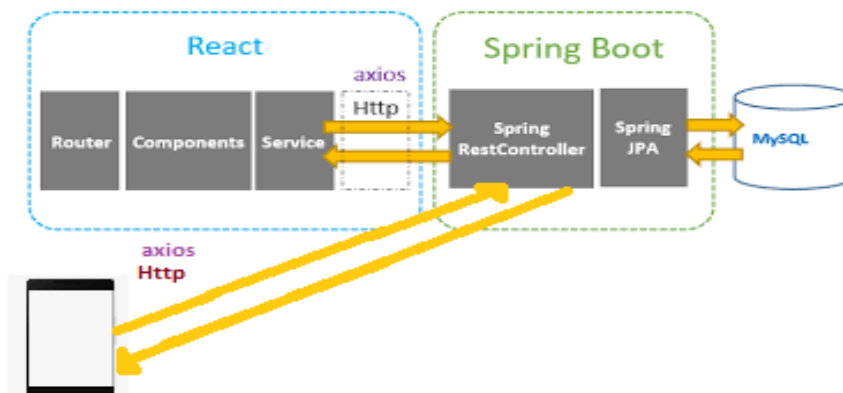 React
Spring Boot
axios
Http
Router
Components
Service
Spring
RestController
Spring
JPA
MySQL
axios
Http